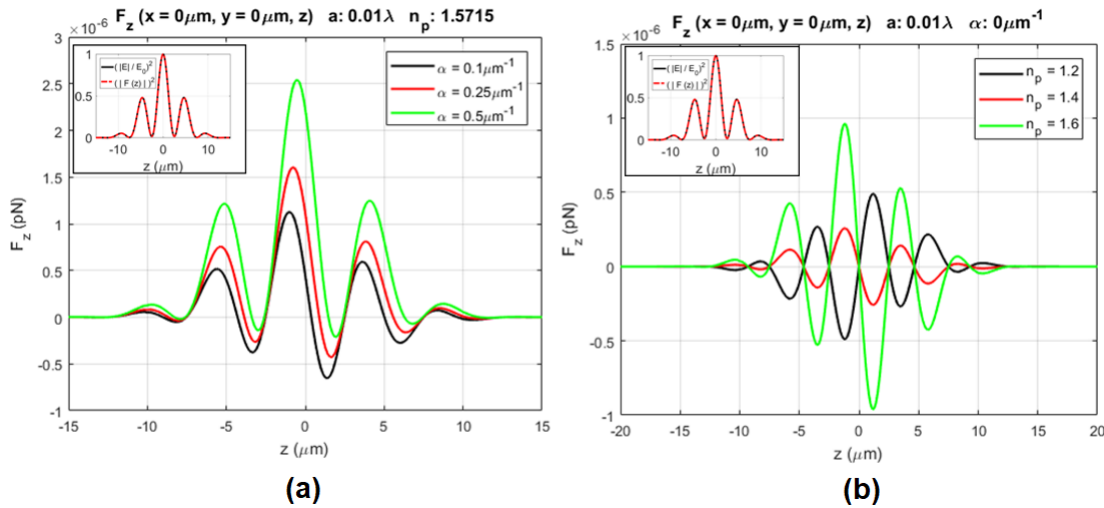 F_z (x = 0μm, y = 0μm, z)   a: 0.01λ   n_p: 1.5715
×10^-6
3
2.5
2
1.5
1
0.5
0
-0.5
-1
F_z (pN)
-15 -10 -5 0 5 10 15
z (μm)
α = 0.1μm^-1
α = 0.25μm^-1
α = 0.5μm^-1
1
0.5
0
-10 0 10
z (μm)
(|E| / E_0)^2
(| F (z) |)^2
(a)
F_z (x = 0μm, y = 0μm, z)   a: 0.01λ   α: 0μm^-1
×10^-6
1.5
1
0.5
0
-0.5
-1
F_z (pN)
-20 -15 -10 -5 0 5 10 15 20
z (μm)
n_p = 1.2
n_p = 1.4
n_p = 1.6
1
0.5
0
-10 0 10
z (μm)
(|E| / E_0)^2
(| F (z) |)^2
(b)